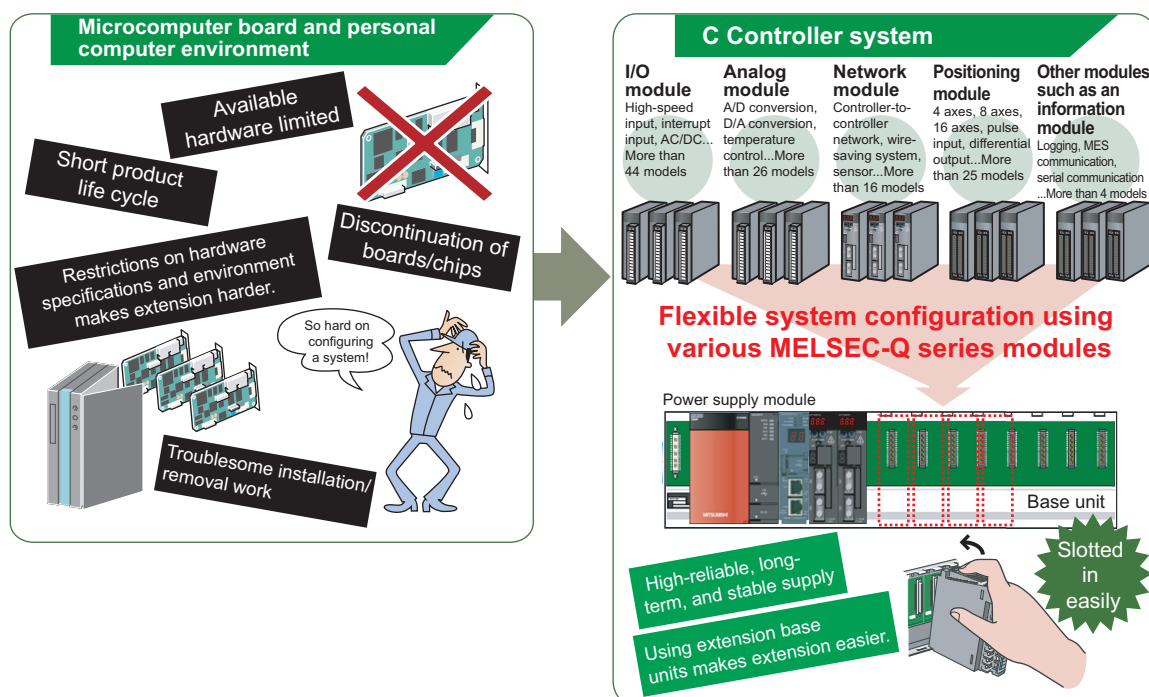 Microcomputer board and personal
computer environment
Available
hardware limited
Short product
life cycle
Discontinuation of
boards/chips
Restrictions on hardware
specifications and environment
makes extension harder.
So hard on
configuring
a system!
Troublesome installation/
removal work
C Controller system
I/O
module
High-speed
input, interrupt
input, AC/DC...
More than
44 models
Analog
module
A/D conversion,
D/A conversion,
temperature
control...More
than 26 models
Network
module
Controller-to-
controller
network, wire-
saving system,
sensor...More
than 16 models
Positioning
module
4 axes, 8 axes,
16 axes, pulse
input, differential
output...More
than 25 models
Other modules
such as an
information
module
Logging, MES
communication,
serial communication
...More than 4 models
Flexible system configuration using
various MELSEC-Q series modules
Power supply module
MITSUBISHI
Base unit
High-reliable, long-
term, and stable supply
Using extension base
units makes extension easier.
Slotted
in
easily